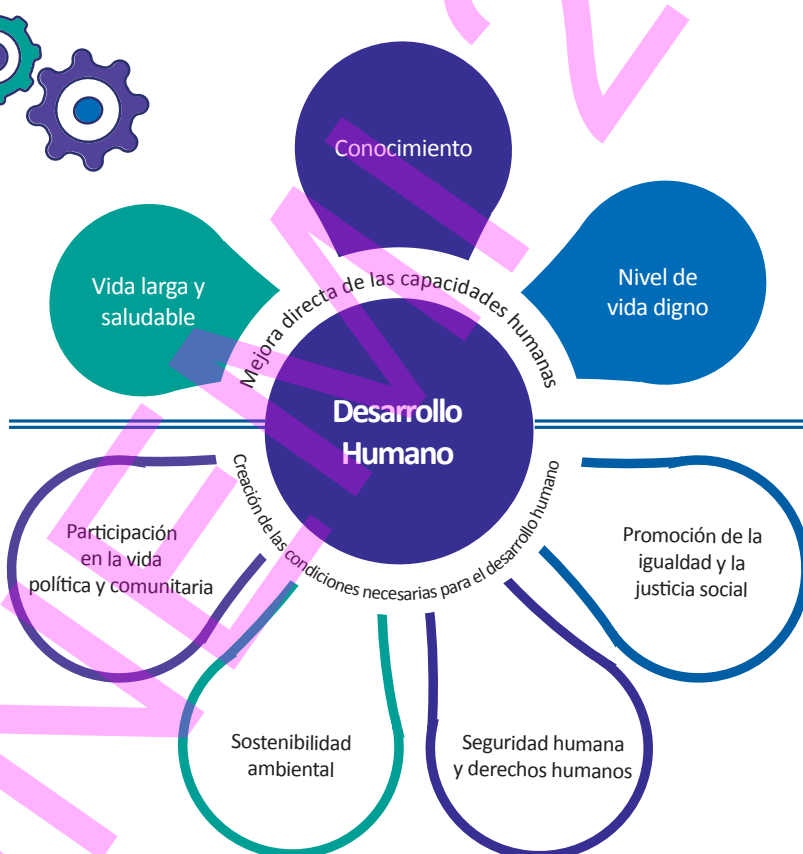 Conocimiento
Vida larga y
saludable
Nivel de
vida digno
Mejora directa de las capacidades humanas
Desarrollo
Humano
Creación de las condiciones necesarias para el desarrollo humano
Participación
en la vida
política y comunitaria
Promoción de la
igualdad y la
justicia social
Sostenibilidad
ambiental
Seguridad humana
y derechos humanos